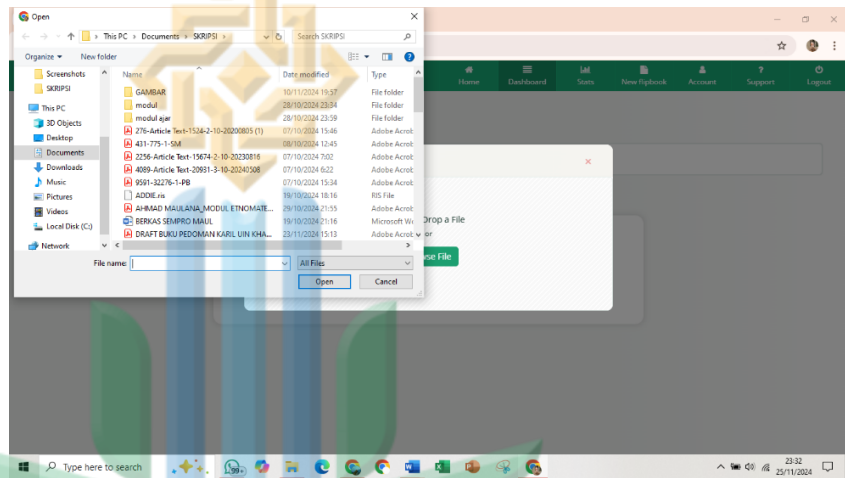 Open
This PC > Documents > SKRIPSI >
Search SKRIPSI
Organize
New folder
Home
Dashboard
Stats
New flipbook
Account
Support
Logout
Screenshots
SKRIPSI
This PC
3D Objects
Desktop
Documents
Downloads
Music
Pictures
Videos
Local Disk (C:)
Network
Name Date modified Type
GAMBAR 10/11/2024 19:37 File folder
modul 28/10/2024 23:34 File folder
modul ajar 28/10/2024 23:59 File folder
276-Article Text-1524-2-10-20200805 (1) 07/10/2024 15:46 Adobe Acrob
431-775-1-SM 08/10/2024 12:45 Adobe Acrob
2256-Article Text-15674-2-10-20230816 07/10/2024 7:02 Adobe Acrob
4089-Article Text-20931-3-10-20240508 07/10/2024 6:22 Adobe Acrob
9591-32276-1-PB 07/10/2024 15:34 Adobe Acrob
ADDIE.ris 19/10/2024 18:16 RIS File
AHMAD MAULANA_MODUL ETNOMATE... 29/10/2024 21:55 Adobe Acrob
BERKAS SEMPRO MAUL 19/10/2024 21:16 Microsoft Wo
DRAFT BUKU PEDOMAN KARIL UIN KHA... 23/11/2024 15:13 Adobe Acrob
File name:
All Files
Open
Cancel
Drop a File
or
wse File
Type here to search
99+
23:32
25/11/2024